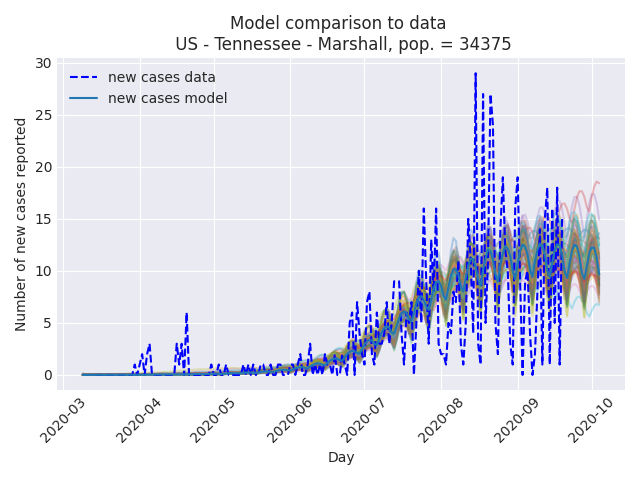 Model comparison to data
US - Tennessee - Marshall, pop. = 34375
new cases data
new cases model
Number of new cases reported
30
25
20
15
10
5
0
2020-03
2020-04
2020-05
2020-06
2020-07
2020-08
2020-09
2020-10
Day